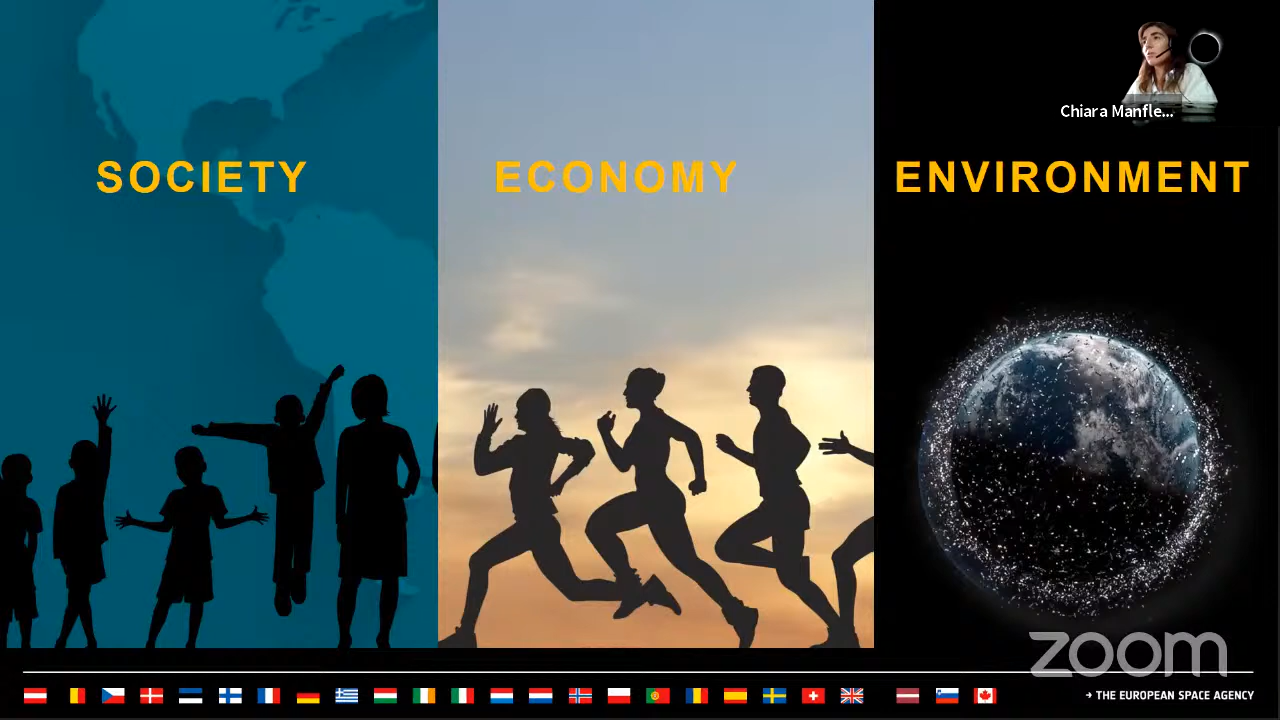 Chiara Manfle...
SOCIETY
ECONOMY
ENVIRONMENT
zoom
→ THE EUROPEAN SPACE AGENCY